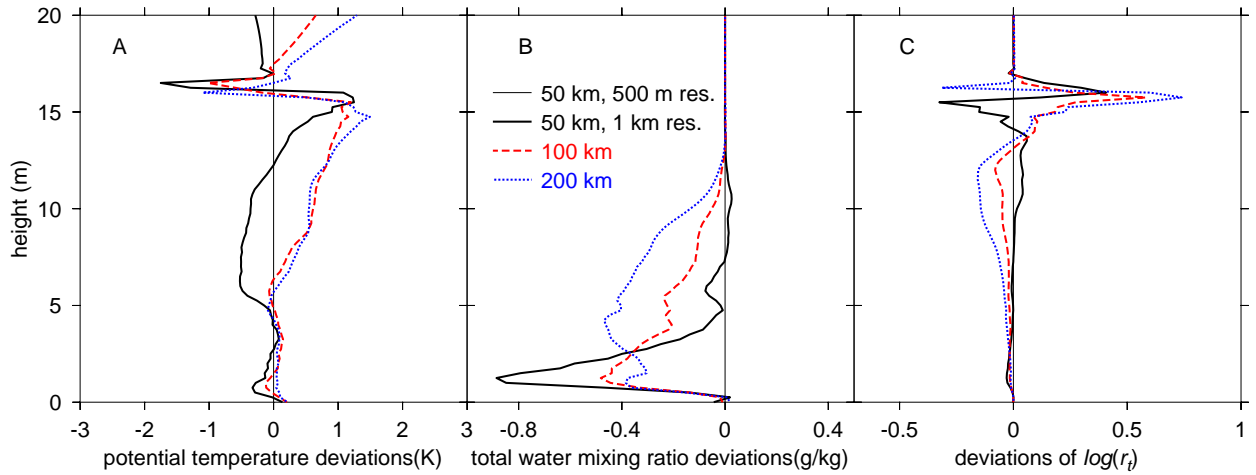 A
B
C
50 km, 500 m res.
50 km, 1 km res.
100 km
200 km
height (m)
20
15
10
5
0
-3 -2 -1 0 1 2 3
-0.8 -0.4 0 0.4
-0.5 0 0.5 1
potential temperature deviations(K)
total water mixing ratio deviations(g/kg)
deviations of log(rt)